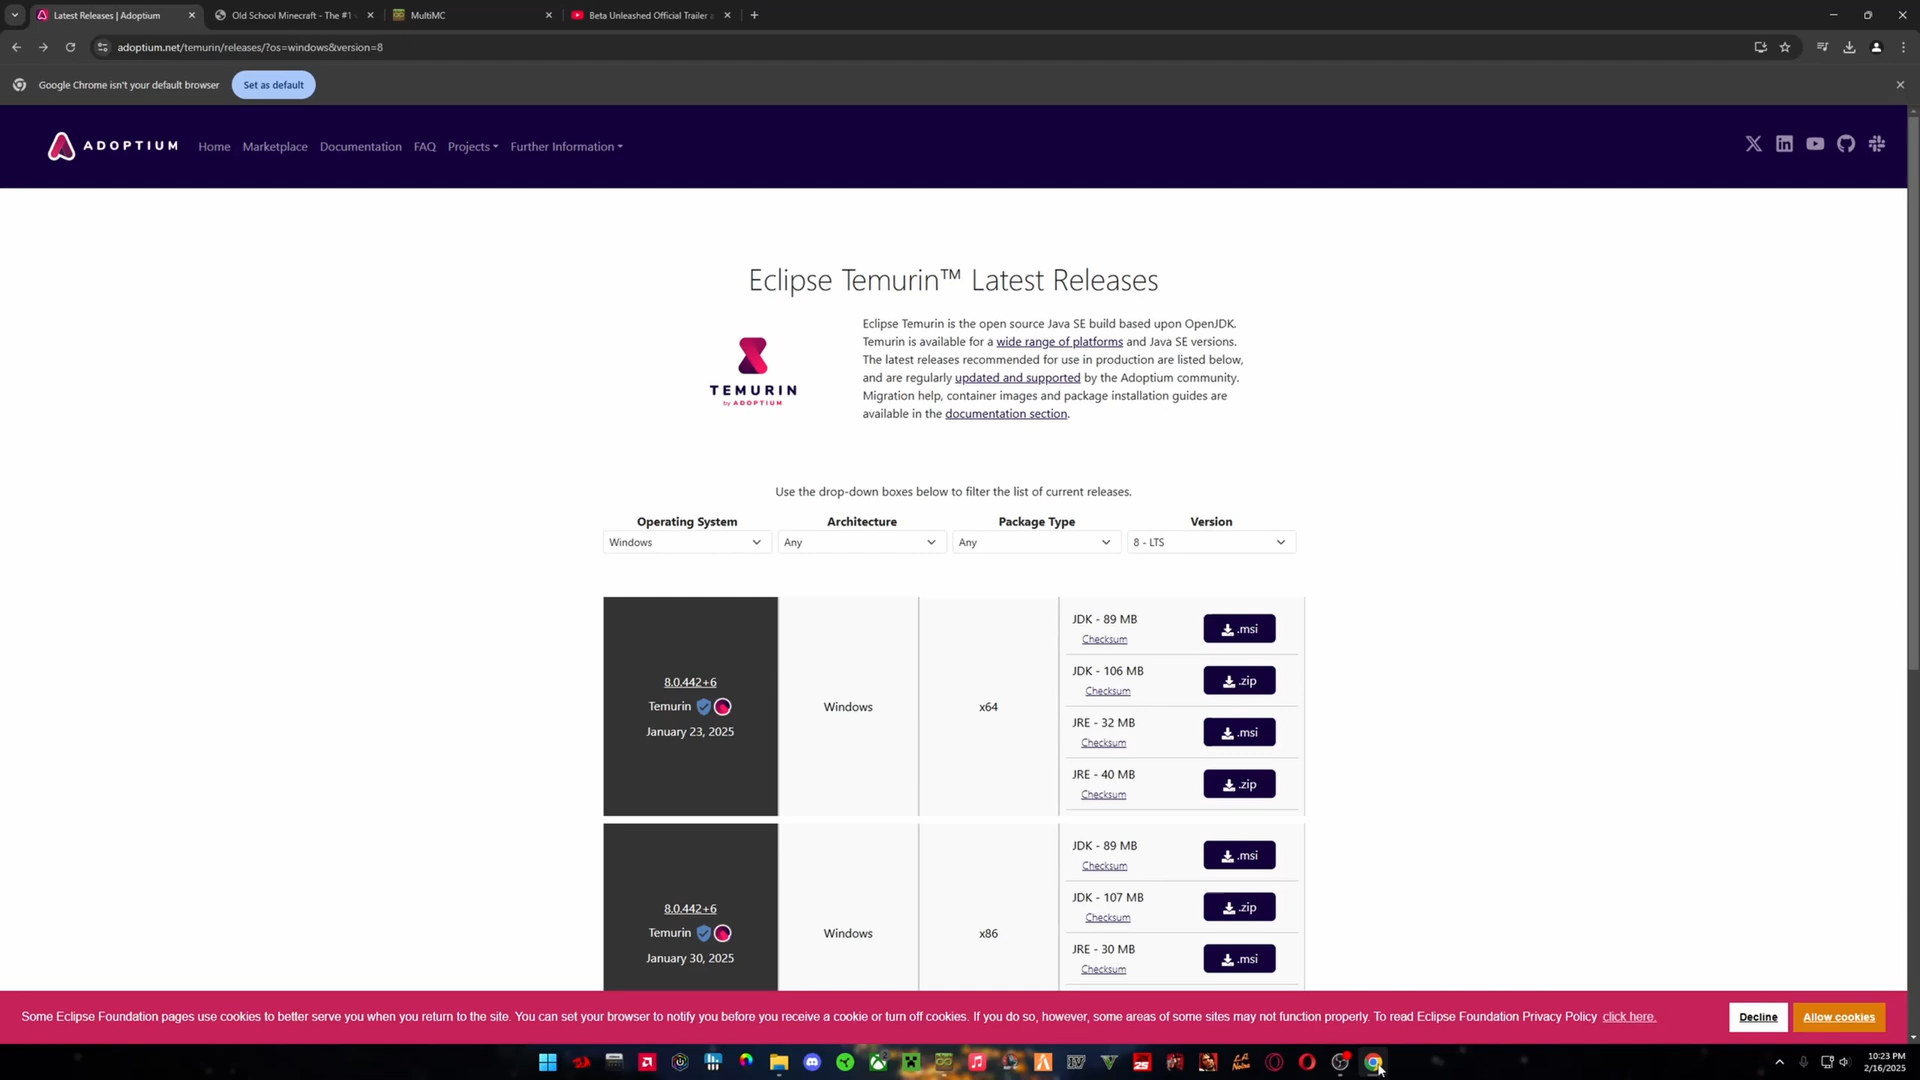 Latest Releases | Adoptium
Old School Minecraft - The #1
MultiMC
Beta Unleashed Official Trailer
adoptium.net/temurin/releases/?os=windows&version=8
Google Chrome isn't your default browser
Set as default
ADOPTIUM
Home
Marketplace
Documentation
FAQ
Projects
Further Information
Eclipse Temurin™ Latest Releases
TEMURIN
by ADOPTIUM
Eclipse Temurin is the open source Java SE build based upon OpenJDK.
Temurin is available for a wide range of platforms and Java SE versions.
The latest releases recommended for use in production are listed below,
and are regularly updated and supported by the Adoptium community.
Migration help, container images and package installation guides are
available in the documentation section.
Use the drop-down boxes below to filter the list of current releases.
Operating System
Architecture
Package Type
Version
Windows
Any
Any
8 - LTS
8.0.442+6
Temurin
January 23, 2025
Windows
x64
JDK - 89 MB
Checksum
.msi
JDK - 106 MB
Checksum
.zip
JRE - 32 MB
Checksum
.msi
JRE - 40 MB
Checksum
.zip
8.0.442+6
Temurin
January 30, 2025
Windows
x86
JDK - 89 MB
Checksum
.msi
JDK - 107 MB
Checksum
.zip
JRE - 30 MB
Checksum
.msi
Some Eclipse Foundation pages use cookies to better serve you when you return to the site. You can set your browser to notify you before you receive a cookie or turn off cookies. If you do so, however, some areas of some sites may not function properly. To read Eclipse Foundation Privacy Policy click here.
Decline
Allow cookies
IV
V
25
10:23 PM
2/16/2025